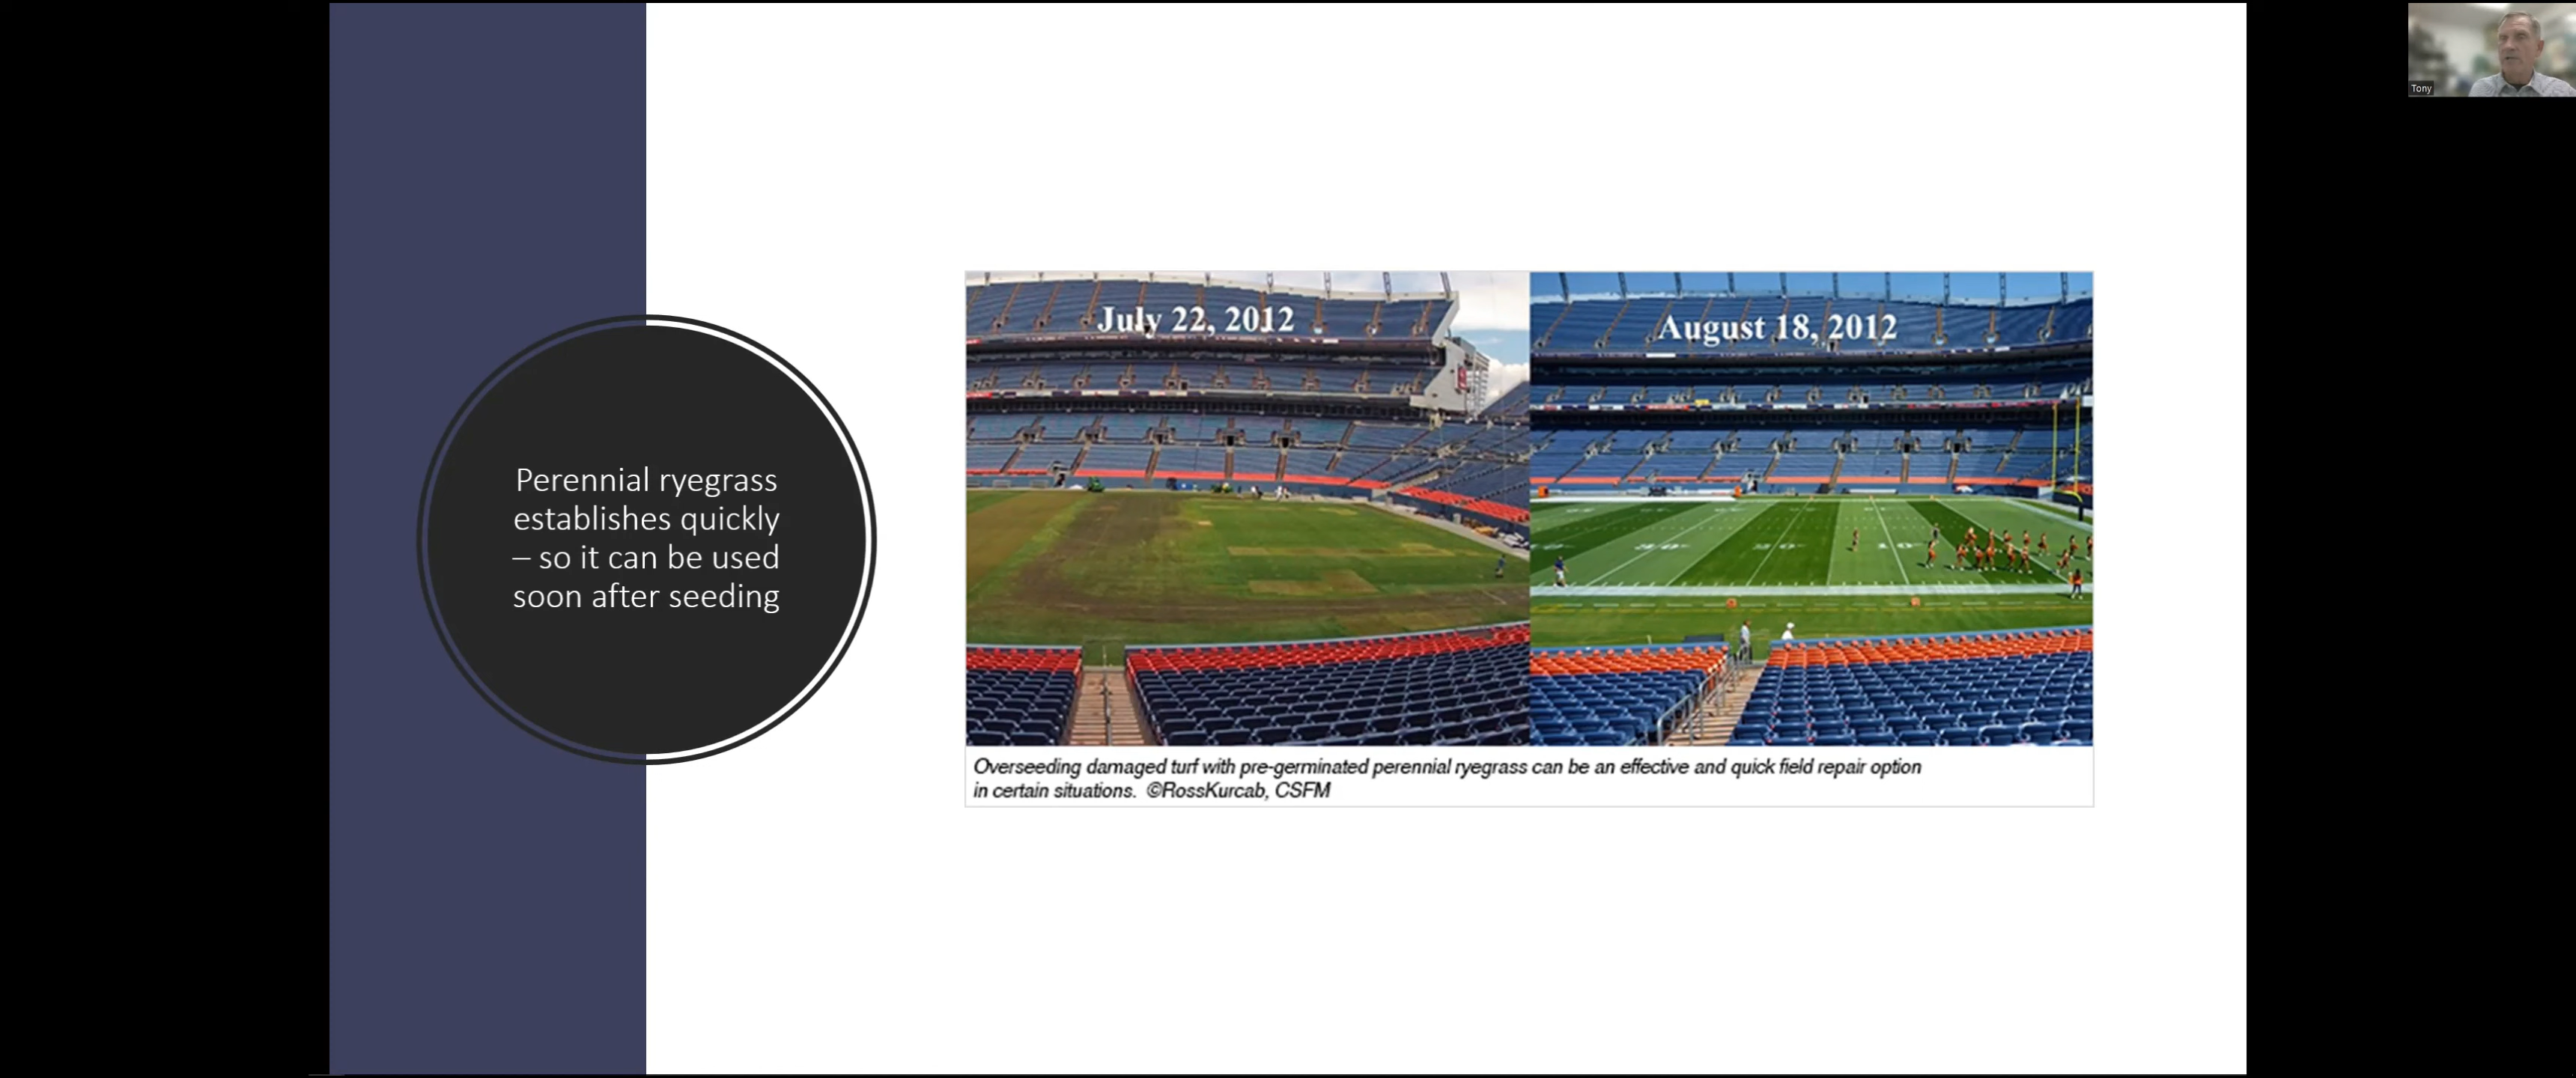 Perennial ryegrass
establishes quickly
– so it can be used
soon after seeding
July 22, 2012
August 18, 2012
Overseeding damaged turf with pre-germinated perennial ryegrass can be an effective and quick field repair option
in certain situations. ©RossKurcab, CSFM
Tony